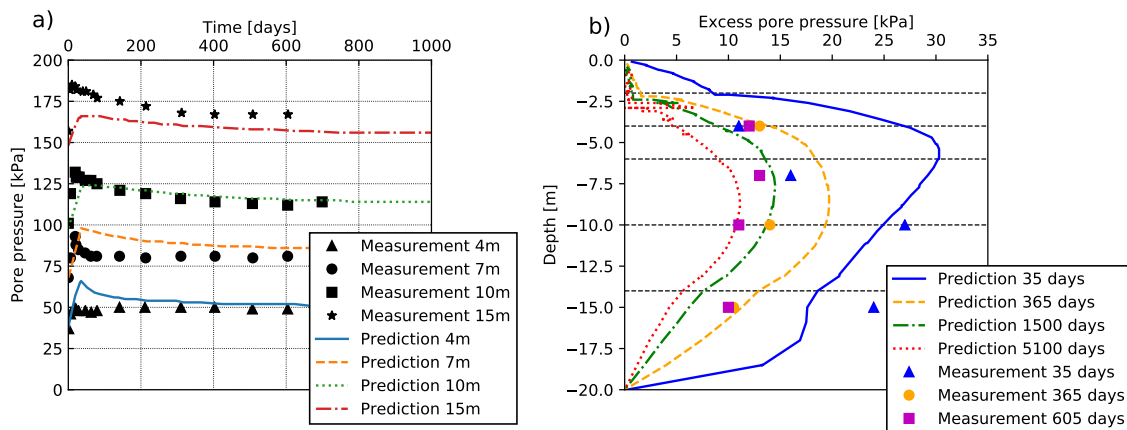 a)
Time [days]
0 200 400 600 800 1000
Pore pressure [kPa]
200
175
150
125
100
75
50
25
0
Measurement 4m
Measurement 7m
Measurement 10m
Measurement 15m
Prediction 4m
Prediction 7m
Prediction 10m
Prediction 15m
b)
Excess pore pressure [kPa]
0 5 10 15 20 25 30 35
Depth [m]
0.0
−2.5
−5.0
−7.5
−10.0
−12.5
−15.0
−17.5
−20.0
Prediction 35 days
Prediction 365 days
Prediction 1500 days
Prediction 5100 days
Measurement 35 days
Measurement 365 days
Measurement 605 days